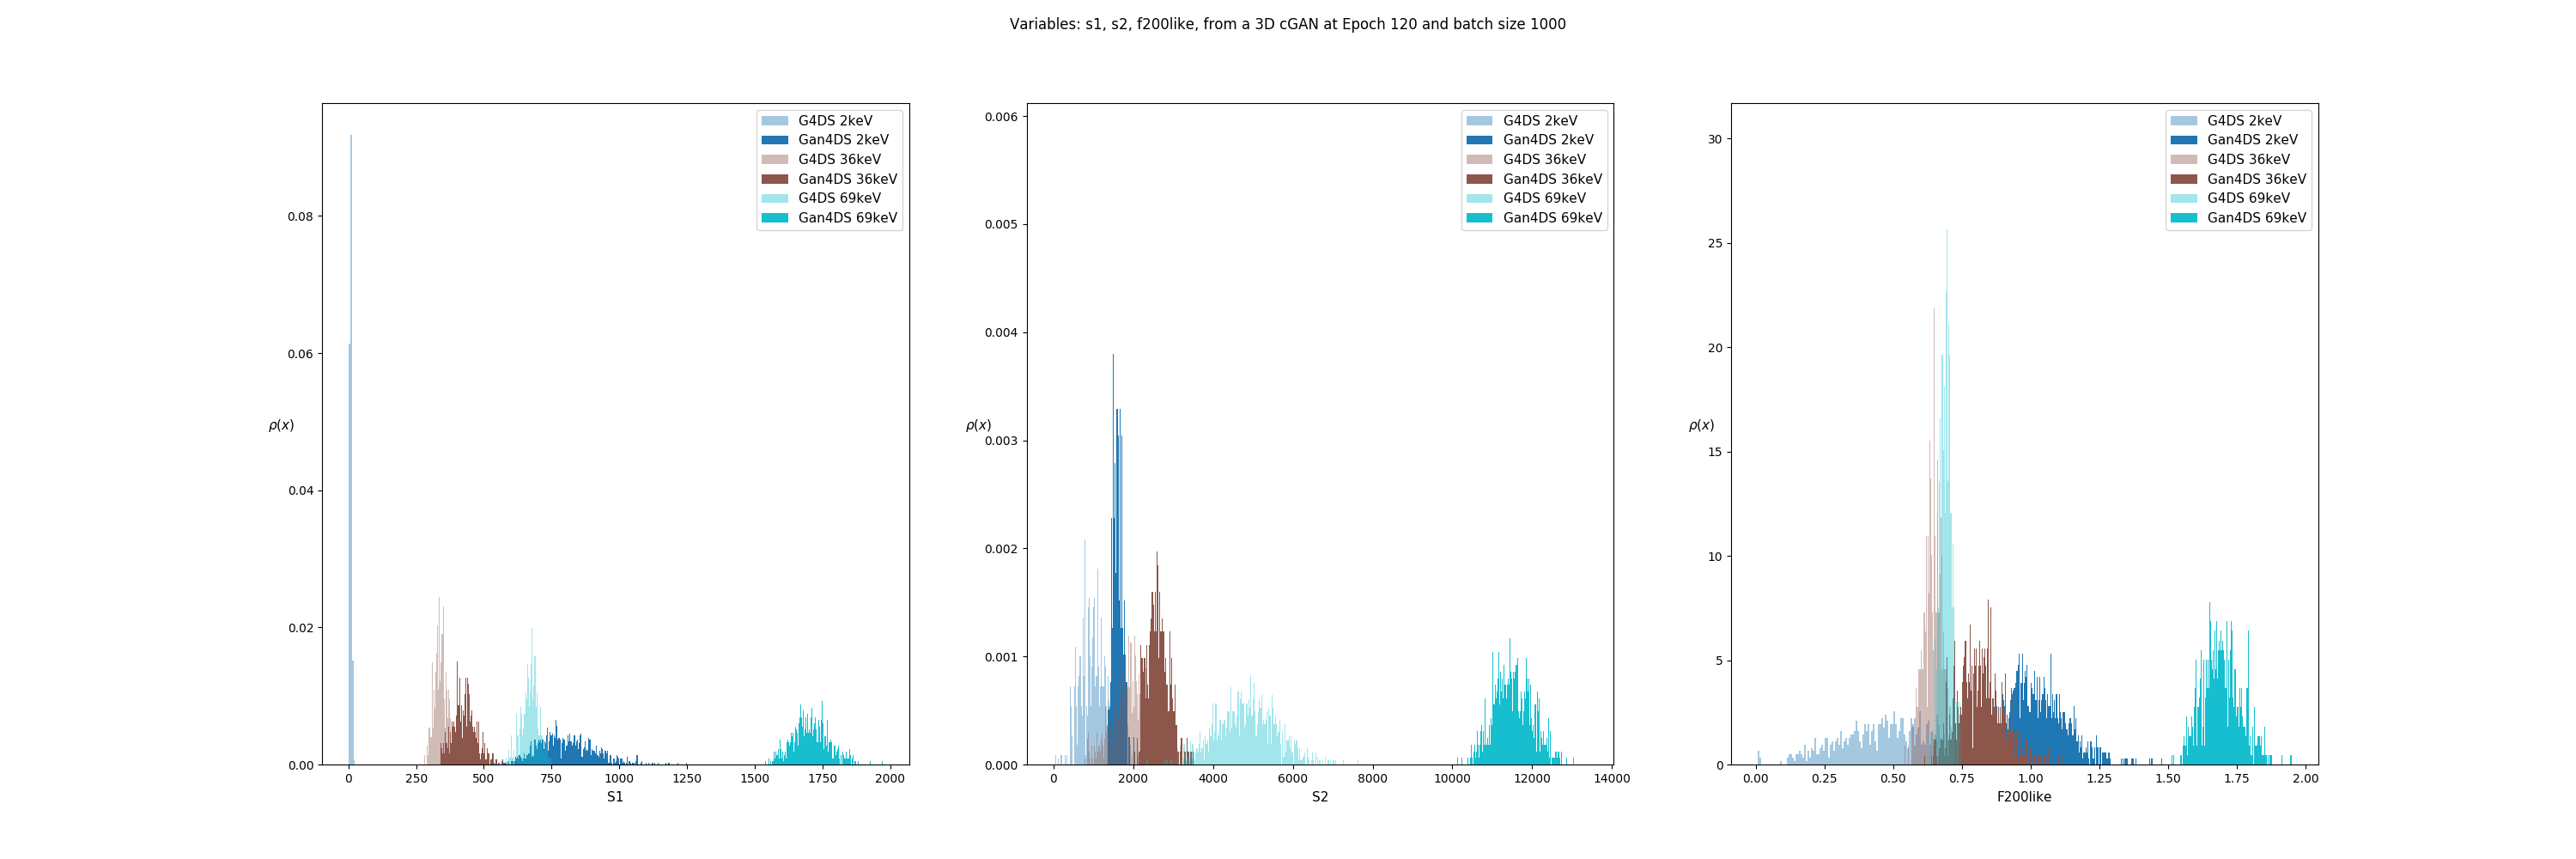 Variables: s1, s2, f200like, from a 3D cGAN at Epoch 120 and batch size 1000
G4DS 2keV
Gan4DS 2keV
G4DS 36keV
Gan4DS 36keV
G4DS 69keV
Gan4DS 69keV
0.08
0.06
0.04
0.02
0.00
ρ(x)
0 250 500 750 1000 1250 1500 1750 2000
S1
G4DS 2keV
Gan4DS 2keV
G4DS 36keV
Gan4DS 36keV
G4DS 69keV
Gan4DS 69keV
0.006
0.005
0.004
0.003
0.002
0.001
0.000
ρ(x)
0 2000 4000 6000 8000 10000 12000 14000
S2
G4DS 2keV
Gan4DS 2keV
G4DS 36keV
Gan4DS 36keV
G4DS 69keV
Gan4DS 69keV
30
25
20
15
10
5
0
ρ(x)
0.00 0.25 0.50 0.75 1.00 1.25 1.50 1.75 2.00
F200like